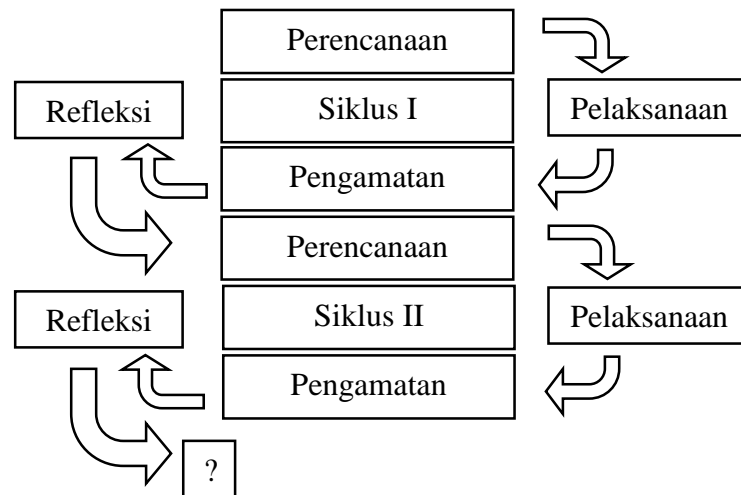 Perencanaan
Refleksi
Siklus I
Pelaksanaan
Pengamatan
Perencanaan
Refleksi
Siklus II
Pelaksanaan
Pengamatan
?